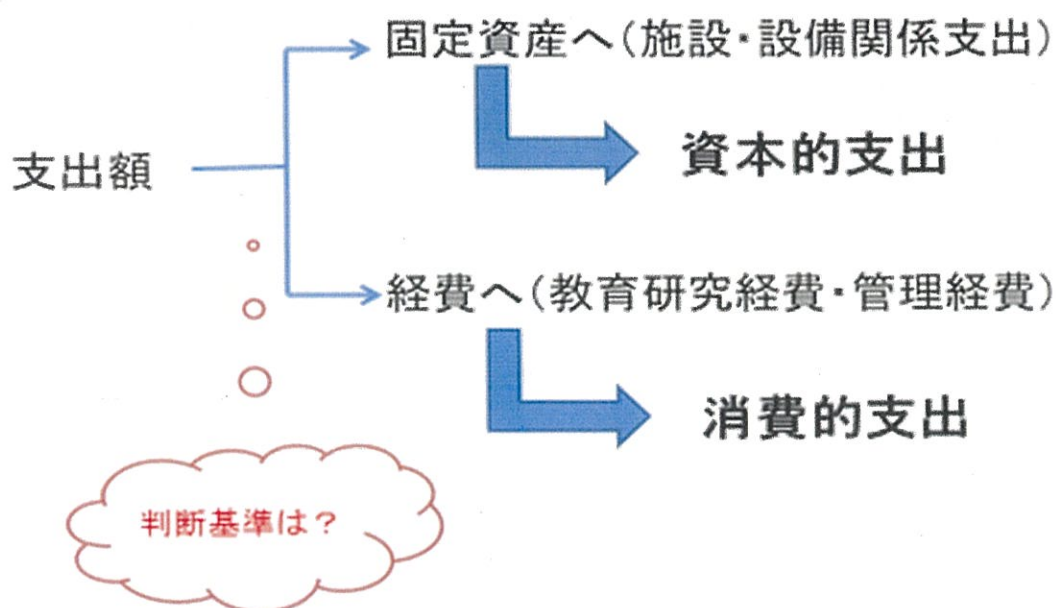 固定資産へ(施設・設備関係支出)
資本的支出
支出額
経費へ(教育研究経費・管理経費)
消費的支出
判断基準は?